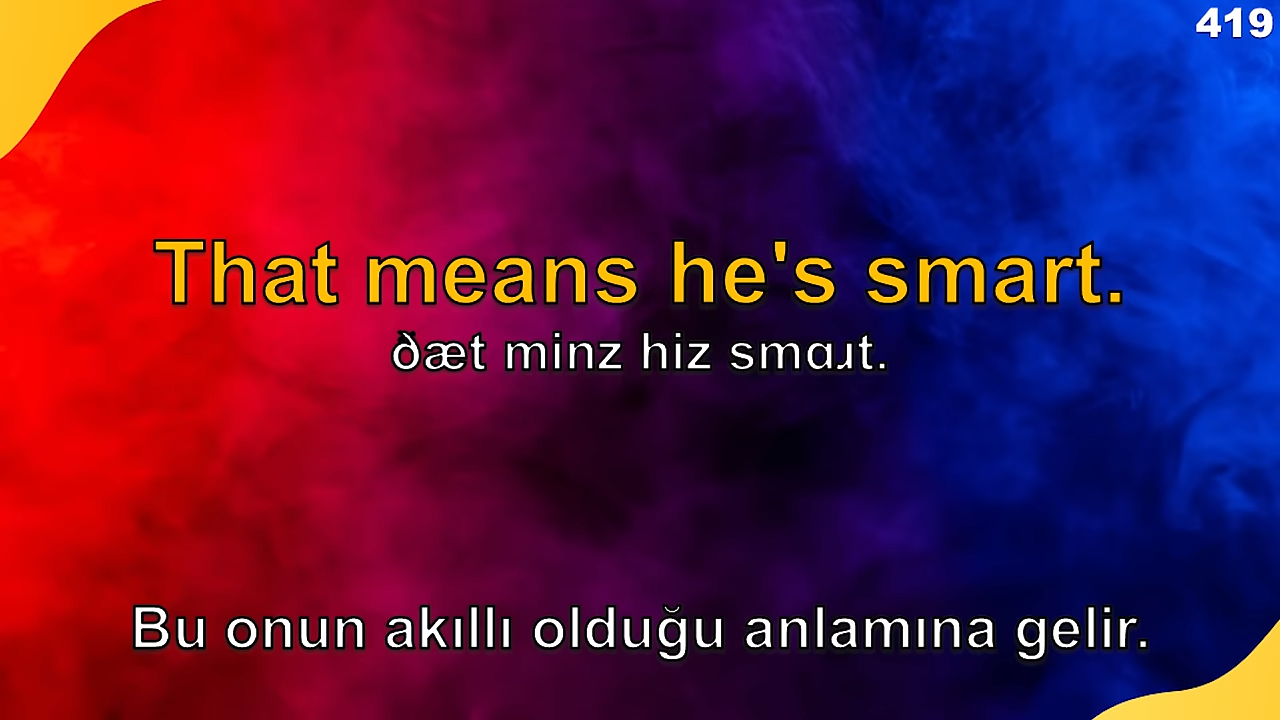 419
That means he's smart.
ðæt minz hiz smɑɹt.
Bu onun akıllı olduğu anlamına gelir.